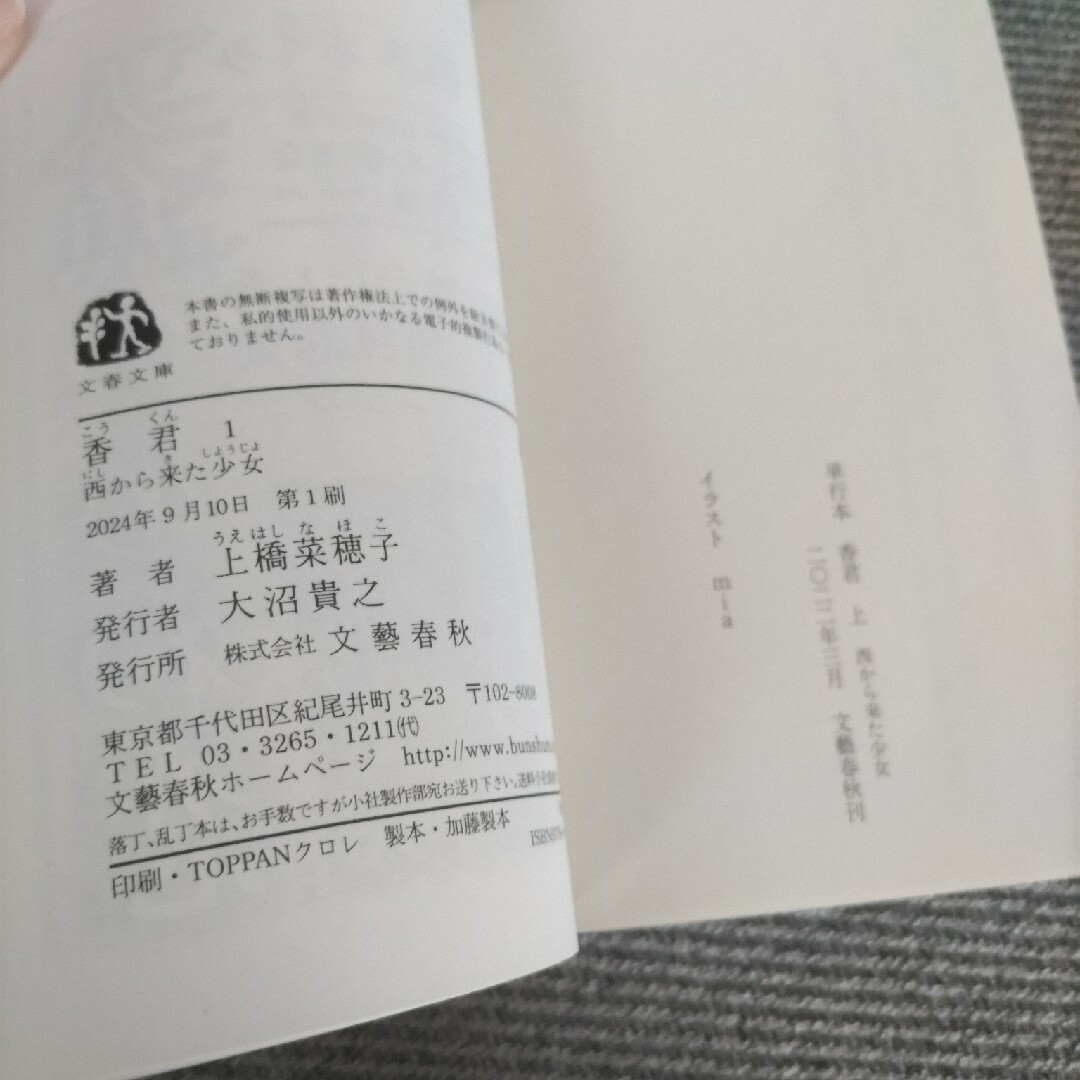 本書の無断複写は著作権法上での例外を除き
また、私的使用以外のいかなる電子的複製
ておりません。
文春文庫
こう くん
香君 1
にし き しょうじょ
西から来た少女
2024年9月10日 第1刷
うえはしなほこ
著者 上橋菜穂子
発行者 大沼貴之
発行所 株式会社 文藝春秋
東京都千代田区紀尾井町3-23 〒102-8008
TEL 03・3265・1211㈹
文藝春秋ホームページ http://www.bunshun
落丁、乱丁本は、お手数ですが小社製作部宛お送り下さい。送料小社
印刷・TOPPANクロレ 製本・加藤製本
ISBN978
単行本 香君 上 西から来た少女
二〇二二年三月 文藝春秋刊
イラスト mia